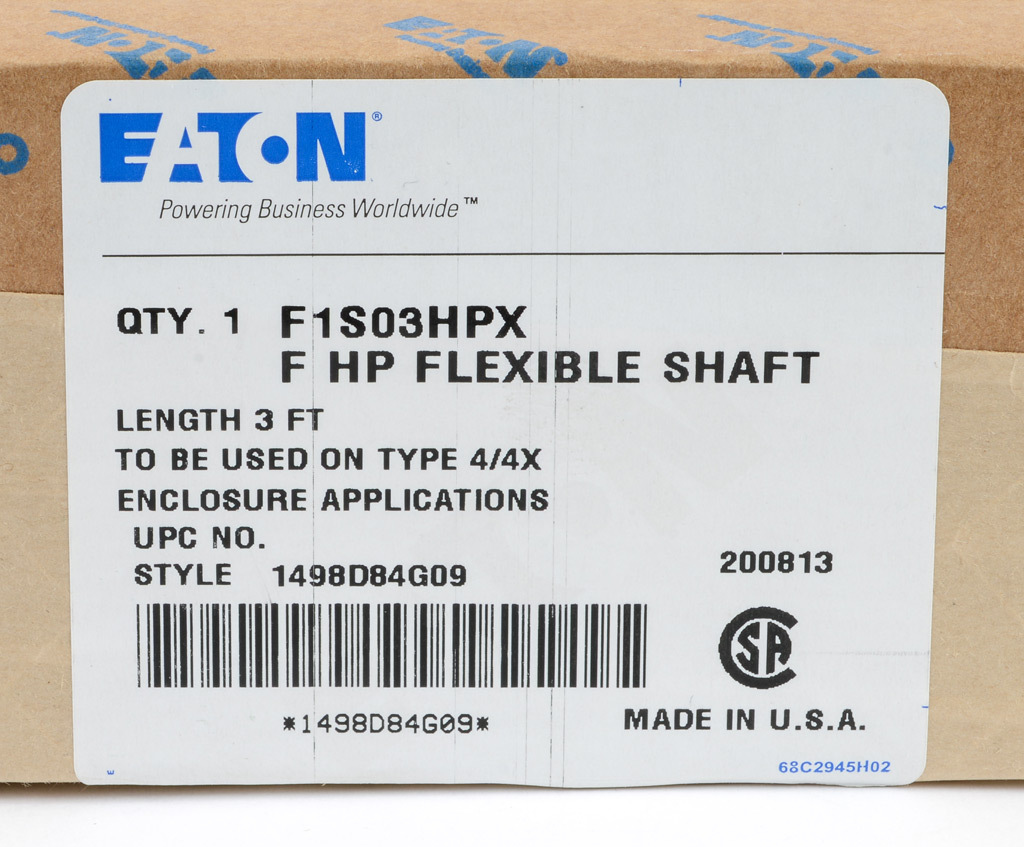 EATON®
Powering Business Worldwide™
QTY. 1 F1S03HPX
F HP FLEXIBLE SHAFT
LENGTH 3 FT
TO BE USED ON TYPE 4/4X
ENCLOSURE APPLICATIONS
UPC NO.
STYLE 1498D84G09
200813
SA
*1498D84G09*
MADE IN U.S.A.
68C2945H02